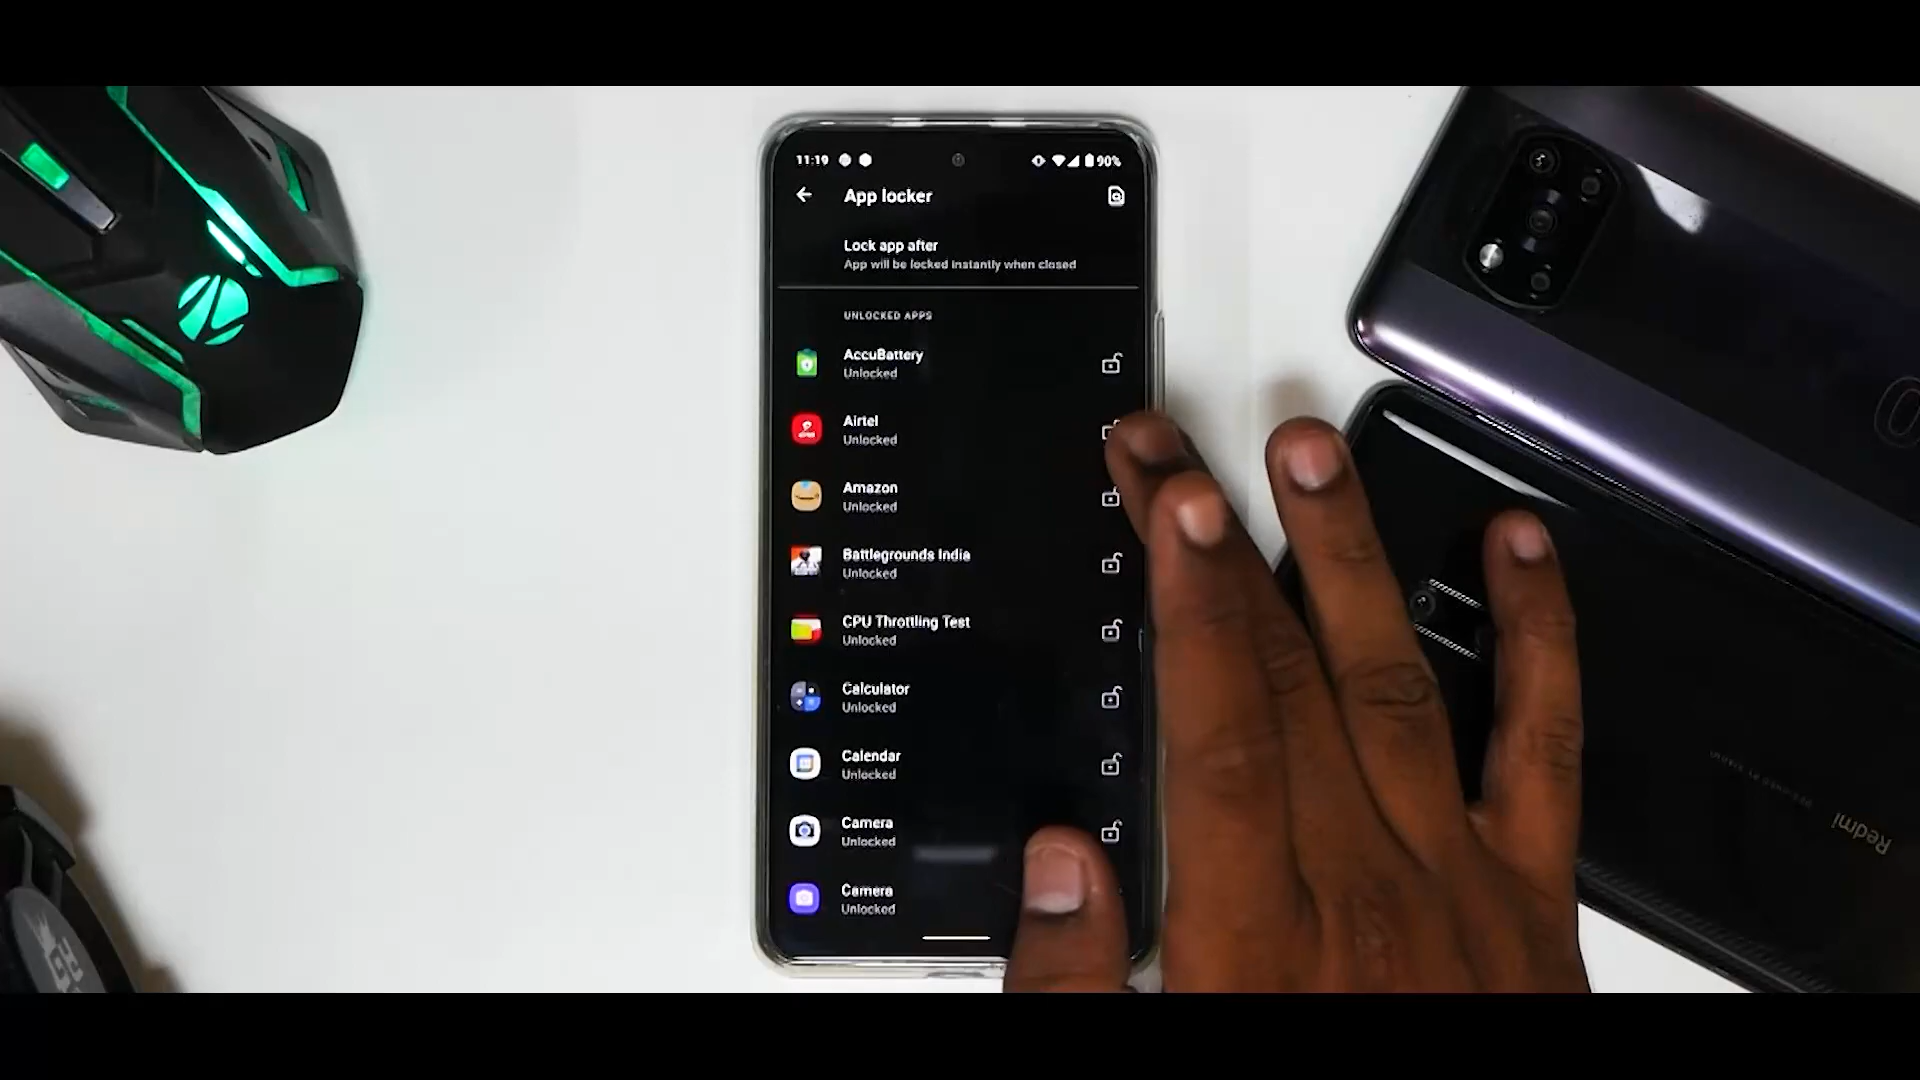 11:19
90%
App locker
Lock app after
App will be locked instantly when closed
UNLOCKED APPS
AccuBattery
Unlocked
Airtel
Unlocked
Amazon
Unlocked
Battlegrounds India
Unlocked
CPU Throttling Test
Unlocked
Calculator
Unlocked
Calendar
Unlocked
Camera
Unlocked
Camera
Unlocked
Redmi